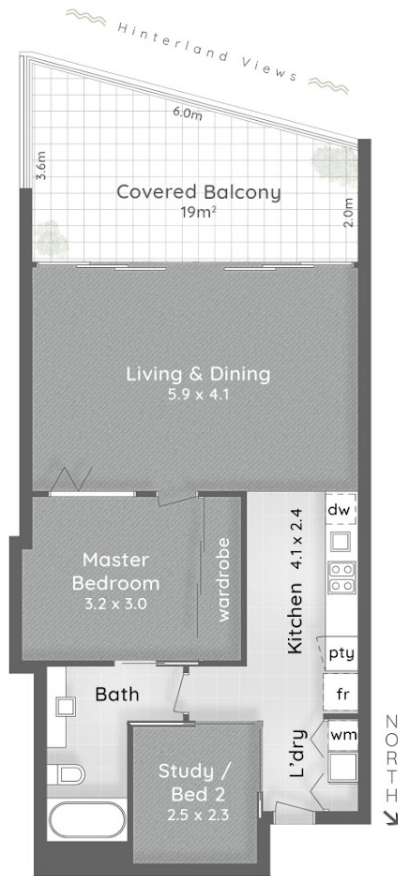 Hinterland Views
6.0m
3.6m
Covered Balcony
19m²
2.0m
Living & Dining
5.9 x 4.1
dw
Master
Bedroom
3.2 x 3.0
wardrobe
Kitchen 4.1 x 2.4
pty
fr
Bath
wm
L'dry
Study /
Bed 2
2.5 x 2.3
NORTH